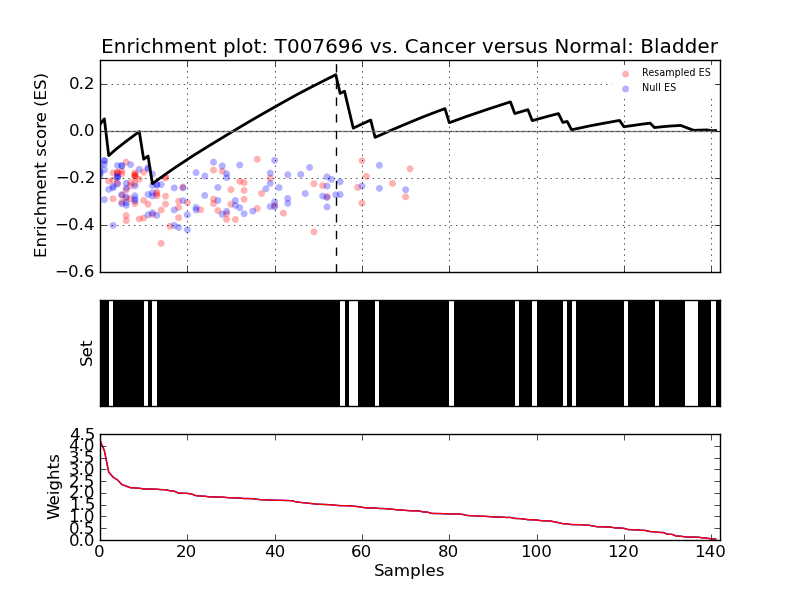 Enrichment plot: T007696 vs. Cancer versus Normal: Bladder
Enrichment score (ES)
0.2
0.0
−0.2
−0.4
−0.6
Resampled ES
Null ES
Set
Weights
4.5
4.0
3.5
3.0
2.5
2.0
1.5
1.0
0.5
0.0
0 20 40 60 80 100 120 140
Samples